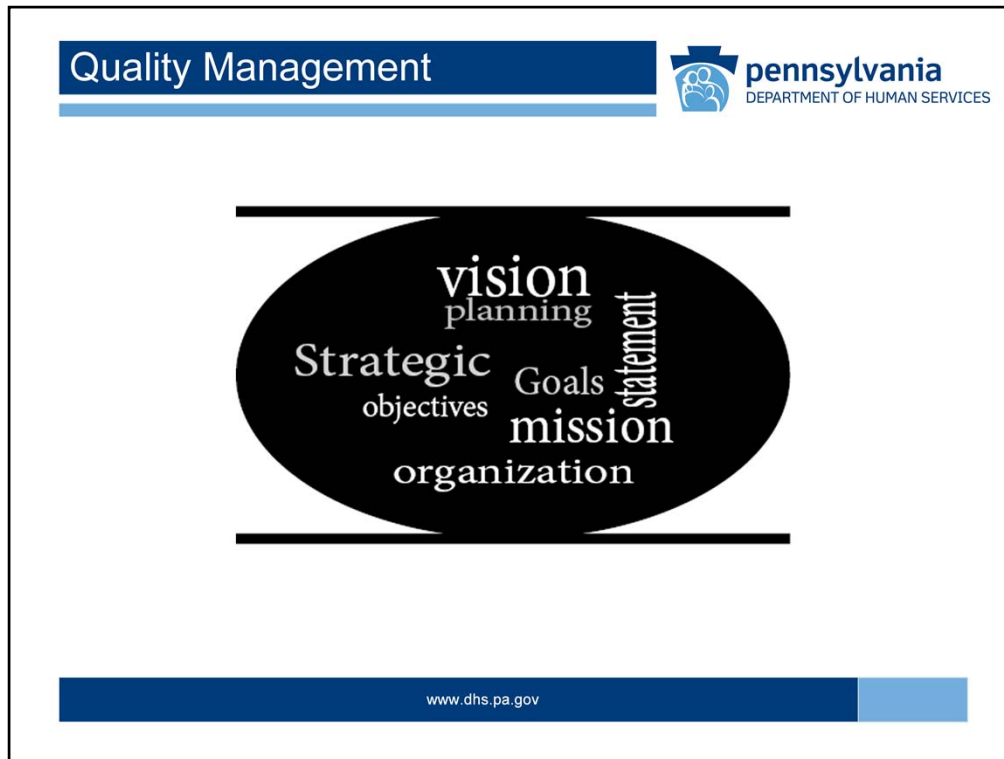 Quality Management
pennsylvania
DEPARTMENT OF HUMAN SERVICES
vision
planning
statement
Strategic
Goals
objectives
mission
organization
www.dhs.pa.gov